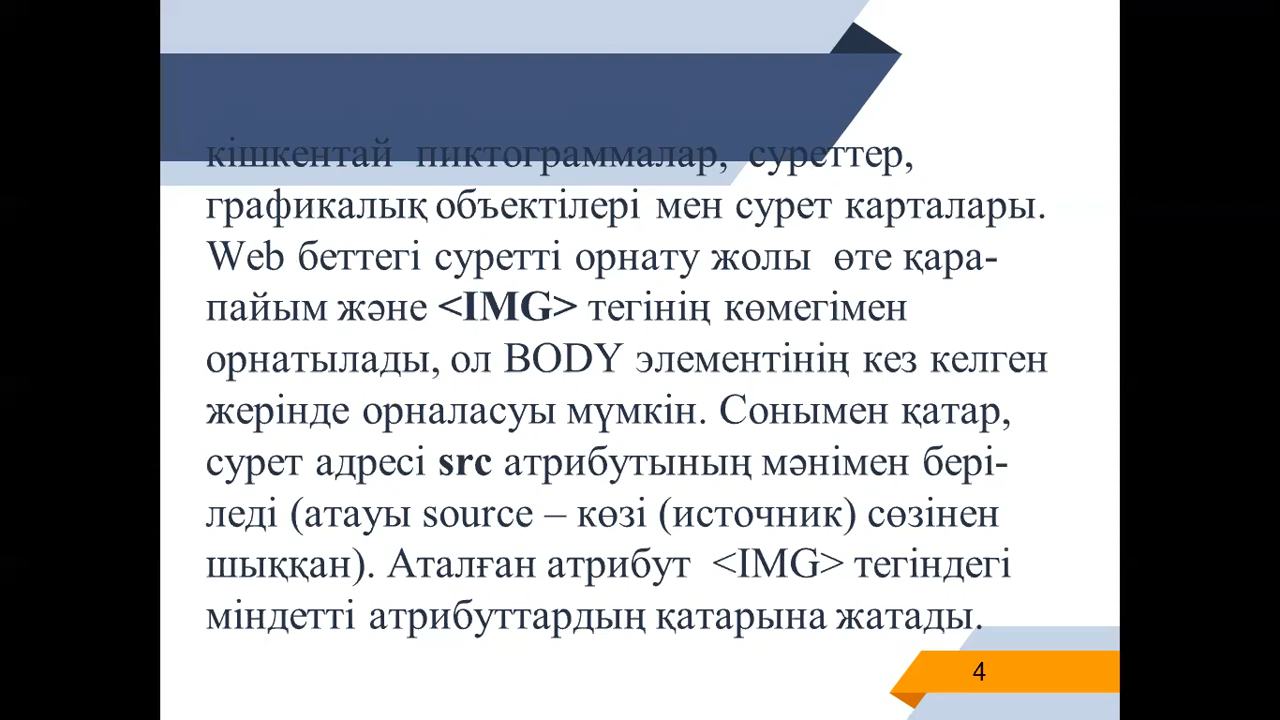 кішкентай пиктограммалар, суреттер,
графикалық объектілері мен сурет карталары.
Web беттегі суретті орнату жолы өте қара-
пайым және <IMG> тегінің көмегімен
орнатылады, ол BODY элементінің кез келген
жерінде орналасуы мүмкін. Сонымен қатар,
сурет адресі src атрибутының мәнімен бері-
леді (атауы source – көзі (источник) сөзінен
шыққан). Аталған атрибут <IMG> тегіндегі
міндетті атрибуттардың қатарына жатады.
4